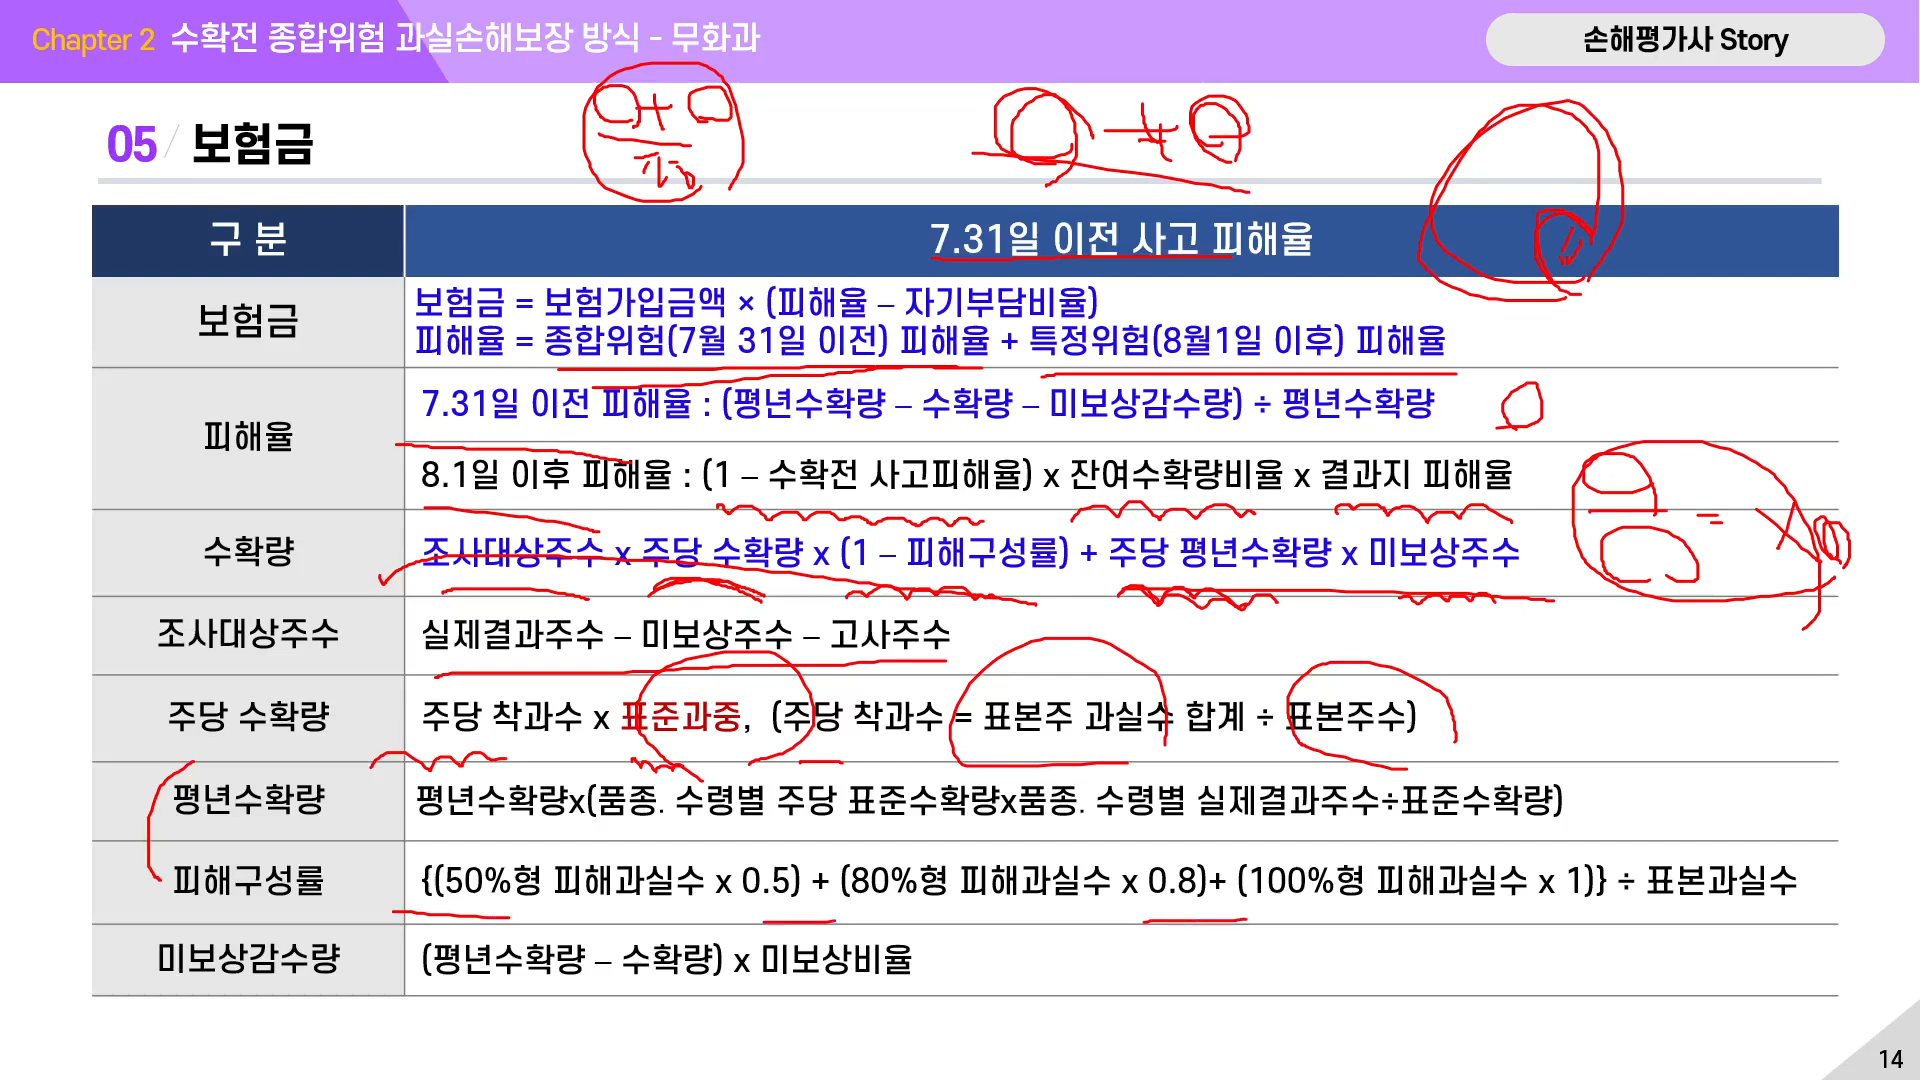 Chapter 2 수확전 종합위험 과실손해보장 방식 - 무화과
손해평가사 Story
05 / 보험금
구 분
7.31일 이전 사고 피해율
보험금
보험금 = 보험가입금액 × (피해율 – 자기부담비율)
피해율 = 종합위험(7월 31일 이전) 피해율 + 특정위험(8월1일 이후) 피해율
피해율
7.31일 이전 피해율 : (평년수확량 – 수확량 – 미보상감수량) ÷ 평년수확량
8.1일 이후 피해율 : (1 – 수확전 사고피해율) x 잔여수확량비율 x 결과지 피해율
수확량
조사대상주수 x 주당 수확량 x (1 – 피해구성률) + 주당 평년수확량 x 미보상주수
조사대상주수
실제결과주수 – 미보상주수 – 고사주수
주당 수확량
주당 착과수 x 표준과중, (주당 착과수 = 표본주 과실수 합계 ÷ 표본주수)
평년수확량
평년수확량x(품종. 수령별 주당 표준수확량x품종. 수령별 실제결과주수÷표준수확량)
피해구성률
{(50%형 피해과실수 x 0.5) + (80%형 피해과실수 x 0.8)+ (100%형 피해과실수 x 1)} ÷ 표본과실수
미보상감수량
(평년수확량 – 수확량) x 미보상비율
14